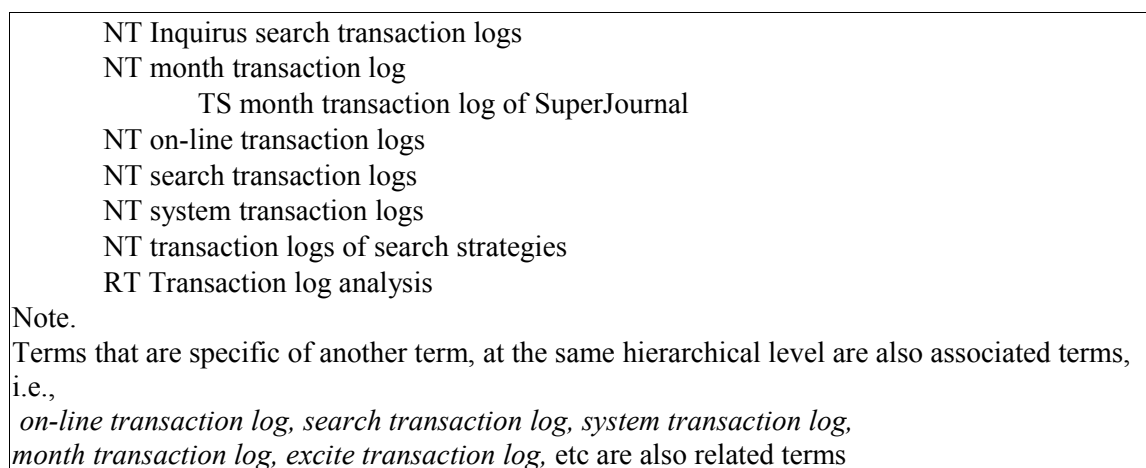 NT Inquirus search transaction logs
NT month transaction log
TS month transaction log of SuperJournal
NT on-line transaction logs
NT search transaction logs
NT system transaction logs
NT transaction logs of search strategies
RT Transaction log analysis
Note.
Terms that are specific of another term, at the same hierarchical level are also associated terms,
i.e.,
on-line transaction log, search transaction log, system transaction log,
month transaction log, excite transaction log, etc are also related terms